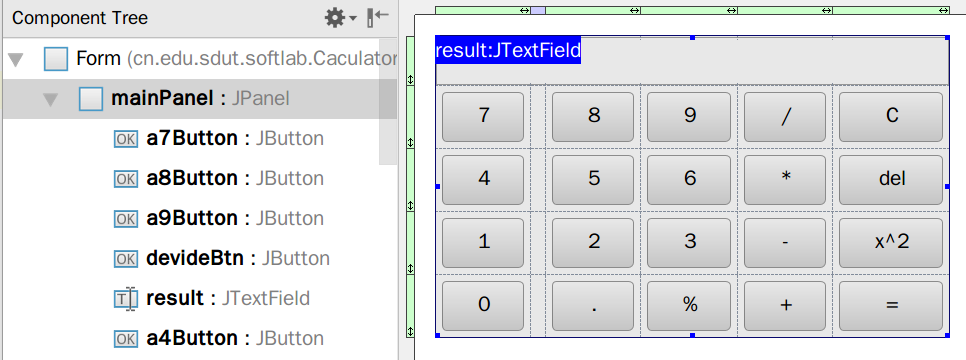 Component Tree
Form (cn.edu.sdut.softlab.Caculator
mainPanel : JPanel
OK a7Button : JButton
OK a8Button : JButton
OK a9Button : JButton
OK devideBtn : JButton
T result : JTextField
OK a4Button : JButton
result:JTextField
7 8 9 / C
4 5 6 * del
1 2 3 - x^2
0 . % + =